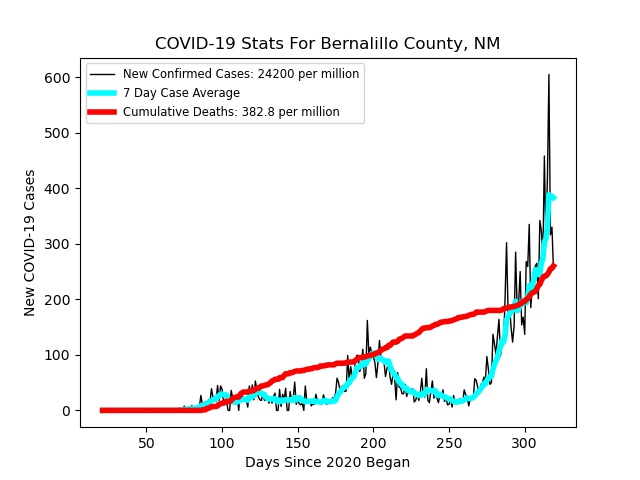 COVID-19 Stats For Bernalillo County, NM
New Confirmed Cases: 24200 per million
7 Day Case Average
Cumulative Deaths: 382.8 per million
600
500
400
300
200
100
0
New COVID-19 Cases
50 100 150 200 250 300
Days Since 2020 Began